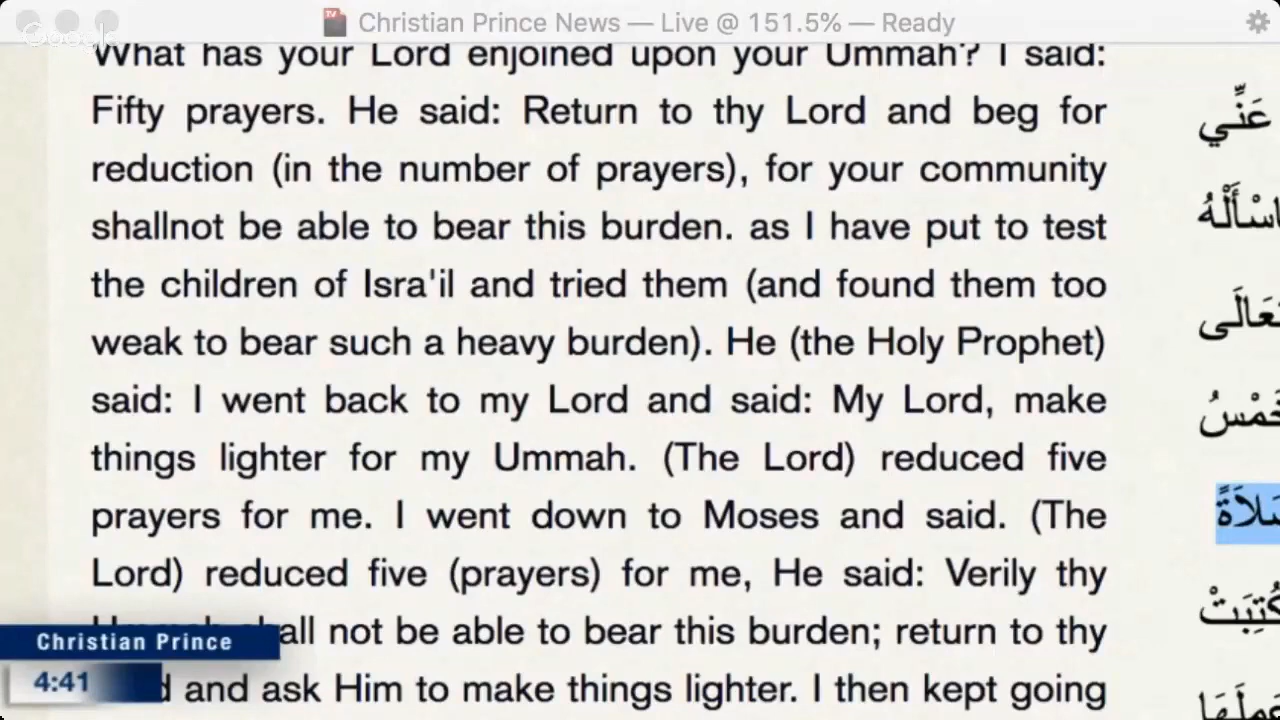 Christian Prince News — Live @ 151.5% — Ready
Google
What has your Lord enjoined upon your Ummah? I said:
Fifty prayers. He said: Return to thy Lord and beg for
reduction (in the number of prayers), for your community
shallnot be able to bear this burden. as I have put to test
the children of Isra'il and tried them (and found them too
weak to bear such a heavy burden). He (the Holy Prophet)
said: I went back to my Lord and said: My Lord, make
things lighter for my Ummah. (The Lord) reduced five
prayers for me. I went down to Moses and said. (The
Lord) reduced five (prayers) for me, He said: Verily thy
shall not be able to bear this burden; return to thy
and ask Him to make things lighter. I then kept going
عَنِّي
Christian Prince
4:41